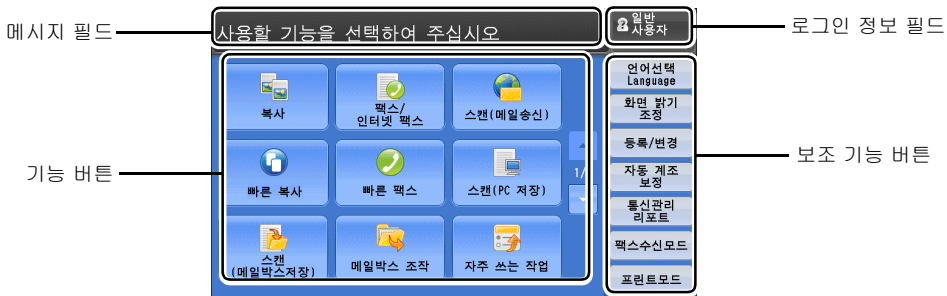 메시지 필드
사용할 기능을 선택하여 주십시오
일반
사용자
로그인 정보 필드
기능 버튼
복사
팩스/
인터넷 팩스
스캔(메일송신)
빠른 복사
빠른 팩스
스캔(PC 저장)
스캔
(메일박스저장)
메일박스 조작
자주 쓰는 작업
1/
언어선택
Language
화면 밝기
조정
등록/변경
자동 계조
보정
통신관리
리포트
팩스수신모드
프린트모드
보조 기능 버튼